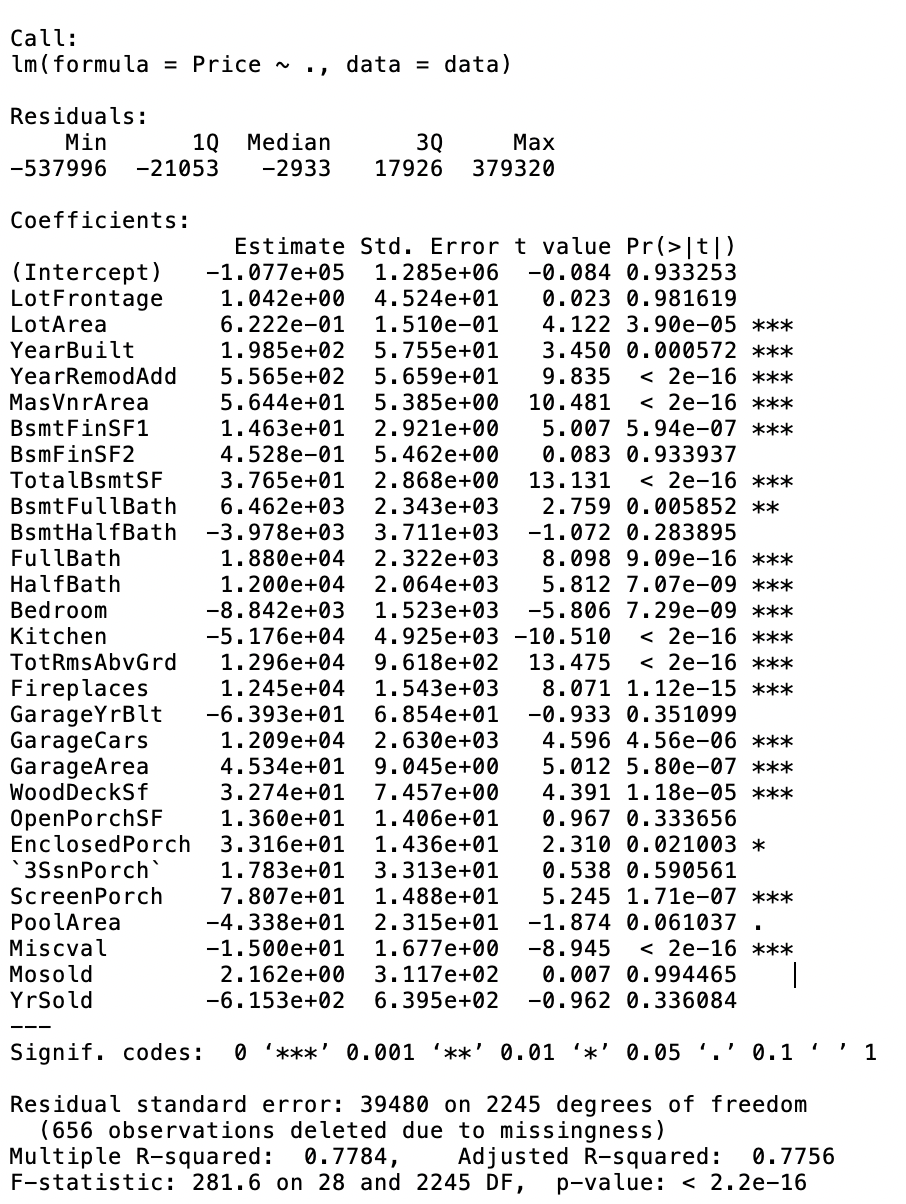 Call:
lm(formula = Price ~ ., data = data)
Residuals:
    Min      1Q  Median      3Q     Max
-537996  -21053   -2933   17926  379320
Coefficients:
                Estimate Std. Error t value Pr(>|t|)
(Intercept)   -1.077e+05  1.285e+06  -0.084 0.933253
LotFrontage    1.042e+00  4.524e+01   0.023 0.981619
LotArea        6.222e-01  1.510e-01   4.122 3.90e-05 ***
YearBuilt      1.985e+02  5.755e+01   3.450 0.000572 ***
YearRemodAdd   5.565e+02  5.659e+01   9.835  < 2e-16 ***
MasVnrArea     5.644e+01  5.385e+00  10.481  < 2e-16 ***
BsmtFinSF1     1.463e+01  2.921e+00   5.007 5.94e-07 ***
BsmFinSF2      4.528e-01  5.462e+00   0.083 0.933937
TotalBsmtSF    3.765e+01  2.868e+00  13.131  < 2e-16 ***
BsmtFullBath   6.462e+03  2.343e+03   2.759 0.005852 **
BsmtHalfBath  -3.978e+03  3.711e+03  -1.072 0.283895
FullBath       1.880e+04  2.322e+03   8.098 9.09e-16 ***
HalfBath       1.200e+04  2.064e+03   5.812 7.07e-09 ***
Bedroom       -8.842e+03  1.523e+03  -5.806 7.29e-09 ***
Kitchen       -5.176e+04  4.925e+03 -10.510  < 2e-16 ***
TotRmsAbvGrd   1.296e+04  9.618e+02  13.475  < 2e-16 ***
Fireplaces     1.245e+04  1.543e+03   8.071 1.12e-15 ***
GarageYrBlt   -6.393e+01  6.854e+01  -0.933 0.351099
GarageCars     1.209e+04  2.630e+03   4.596 4.56e-06 ***
GarageArea     4.534e+01  9.045e+00   5.012 5.80e-07 ***
WoodDeckSf     3.274e+01  7.457e+00   4.391 1.18e-05 ***
OpenPorchSF    1.360e+01  1.406e+01   0.967 0.333656
EnclosedPorch  3.316e+01  1.436e+01   2.310 0.021003 *
`3SsnPorch`    1.783e+01  3.313e+01   0.538 0.590561
ScreenPorch    7.807e+01  1.488e+01   5.245 1.71e-07 ***
PoolArea      -4.338e+01  2.315e+01  -1.874 0.061037 .
Miscval       -1.500e+01  1.677e+00  -8.945  < 2e-16 ***
Mosold         2.162e+00  3.117e+02   0.007 0.994465
YrSold        -6.153e+02  6.395e+02  -0.962 0.336084
---
Signif. codes:  0 ‘***’ 0.001 ‘**’ 0.01 ‘*’ 0.05 ‘.’ 0.1 ‘ ’ 1
Residual standard error: 39480 on 2245 degrees of freedom
  (656 observations deleted due to missingness)
Multiple R-squared:  0.7784,    Adjusted R-squared:  0.7756
F-statistic: 281.6 on 28 and 2245 DF,  p-value: < 2.2e-16